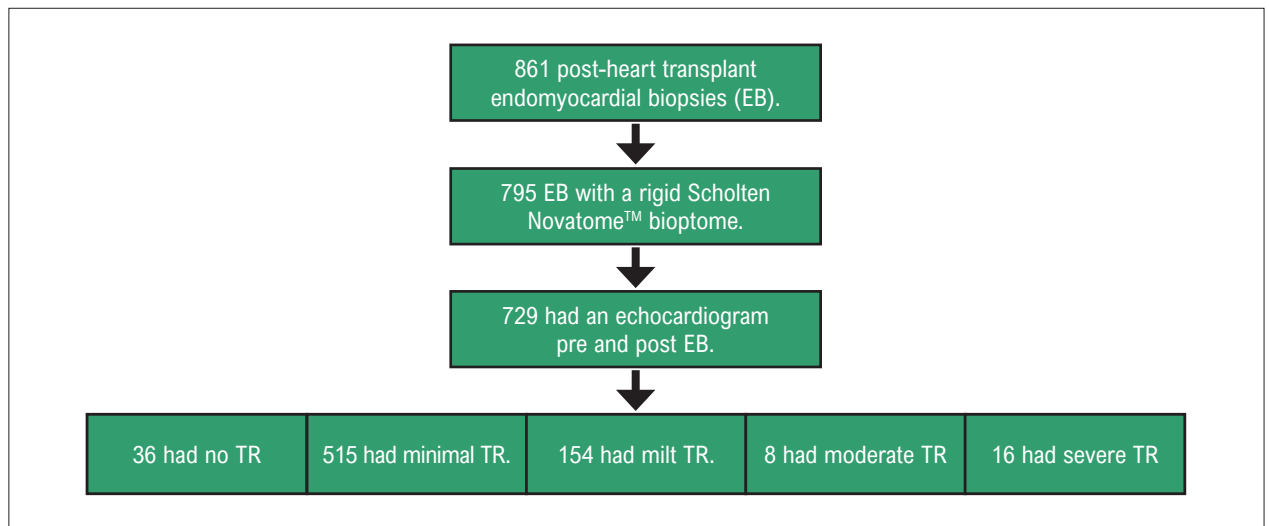 861 post-heart transplant
endomyocardial biopsies (EB).
795 EB with a rigid Scholten
Novatome™ bioptome.
729 had an echocardiogram
pre and post EB.
36 had no TR
515 had minimal TR.
154 had milt TR.
8 had moderate TR
16 had severe TR